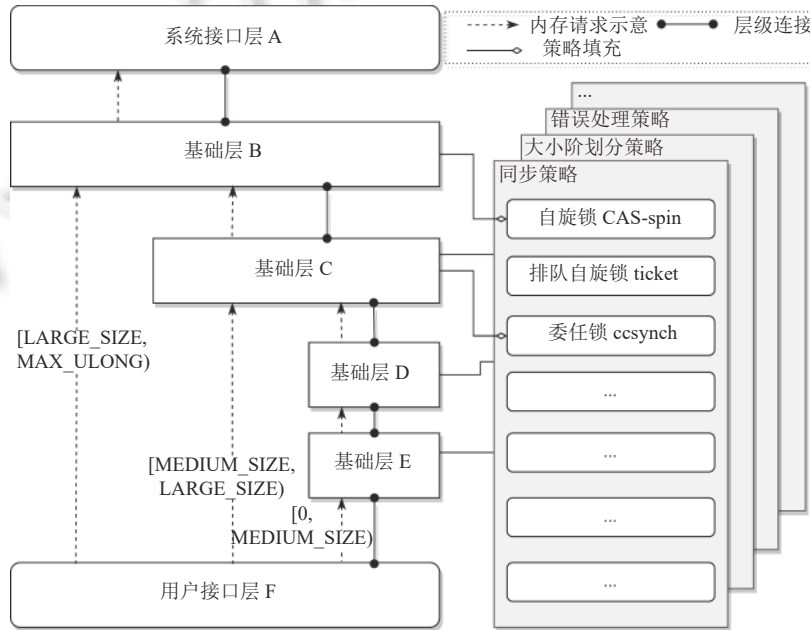 系统接口层 A
内存请求示意
层级连接
策略填充
...
错误处理策略
大小阶划分策略
同步策略
基础层 B
自旋锁 CAS-spin
基础层 C
排队自旋锁 ticket
委任锁 ccsynch
[LARGE_SIZE,
MAX_ULONG)
基础层 D
...
基础层 E
...
[MEDIUM_SIZE,
LARGE_SIZE)
[0,
MEDIUM_SIZE)
...
用户接口层 F
...